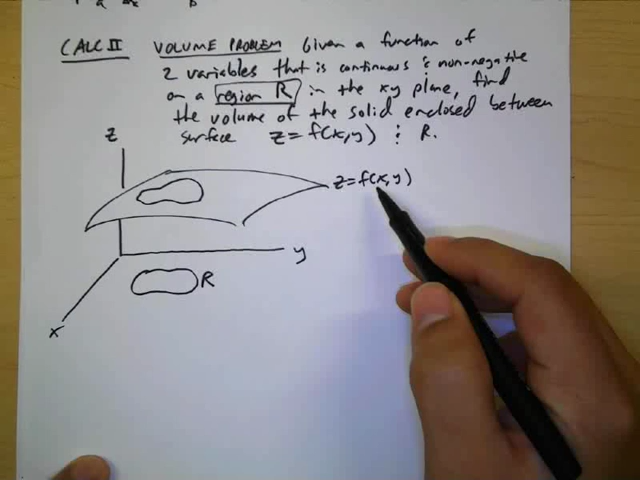 CALC III VOLUME PROBLEM Given a function of
2 variables that is continuous & non-negative
on a region R in the xy plane, find
the volume of the solid enclosed between
surface z = f(x,y) & R.
z
z=f(x,y)
y
R
x